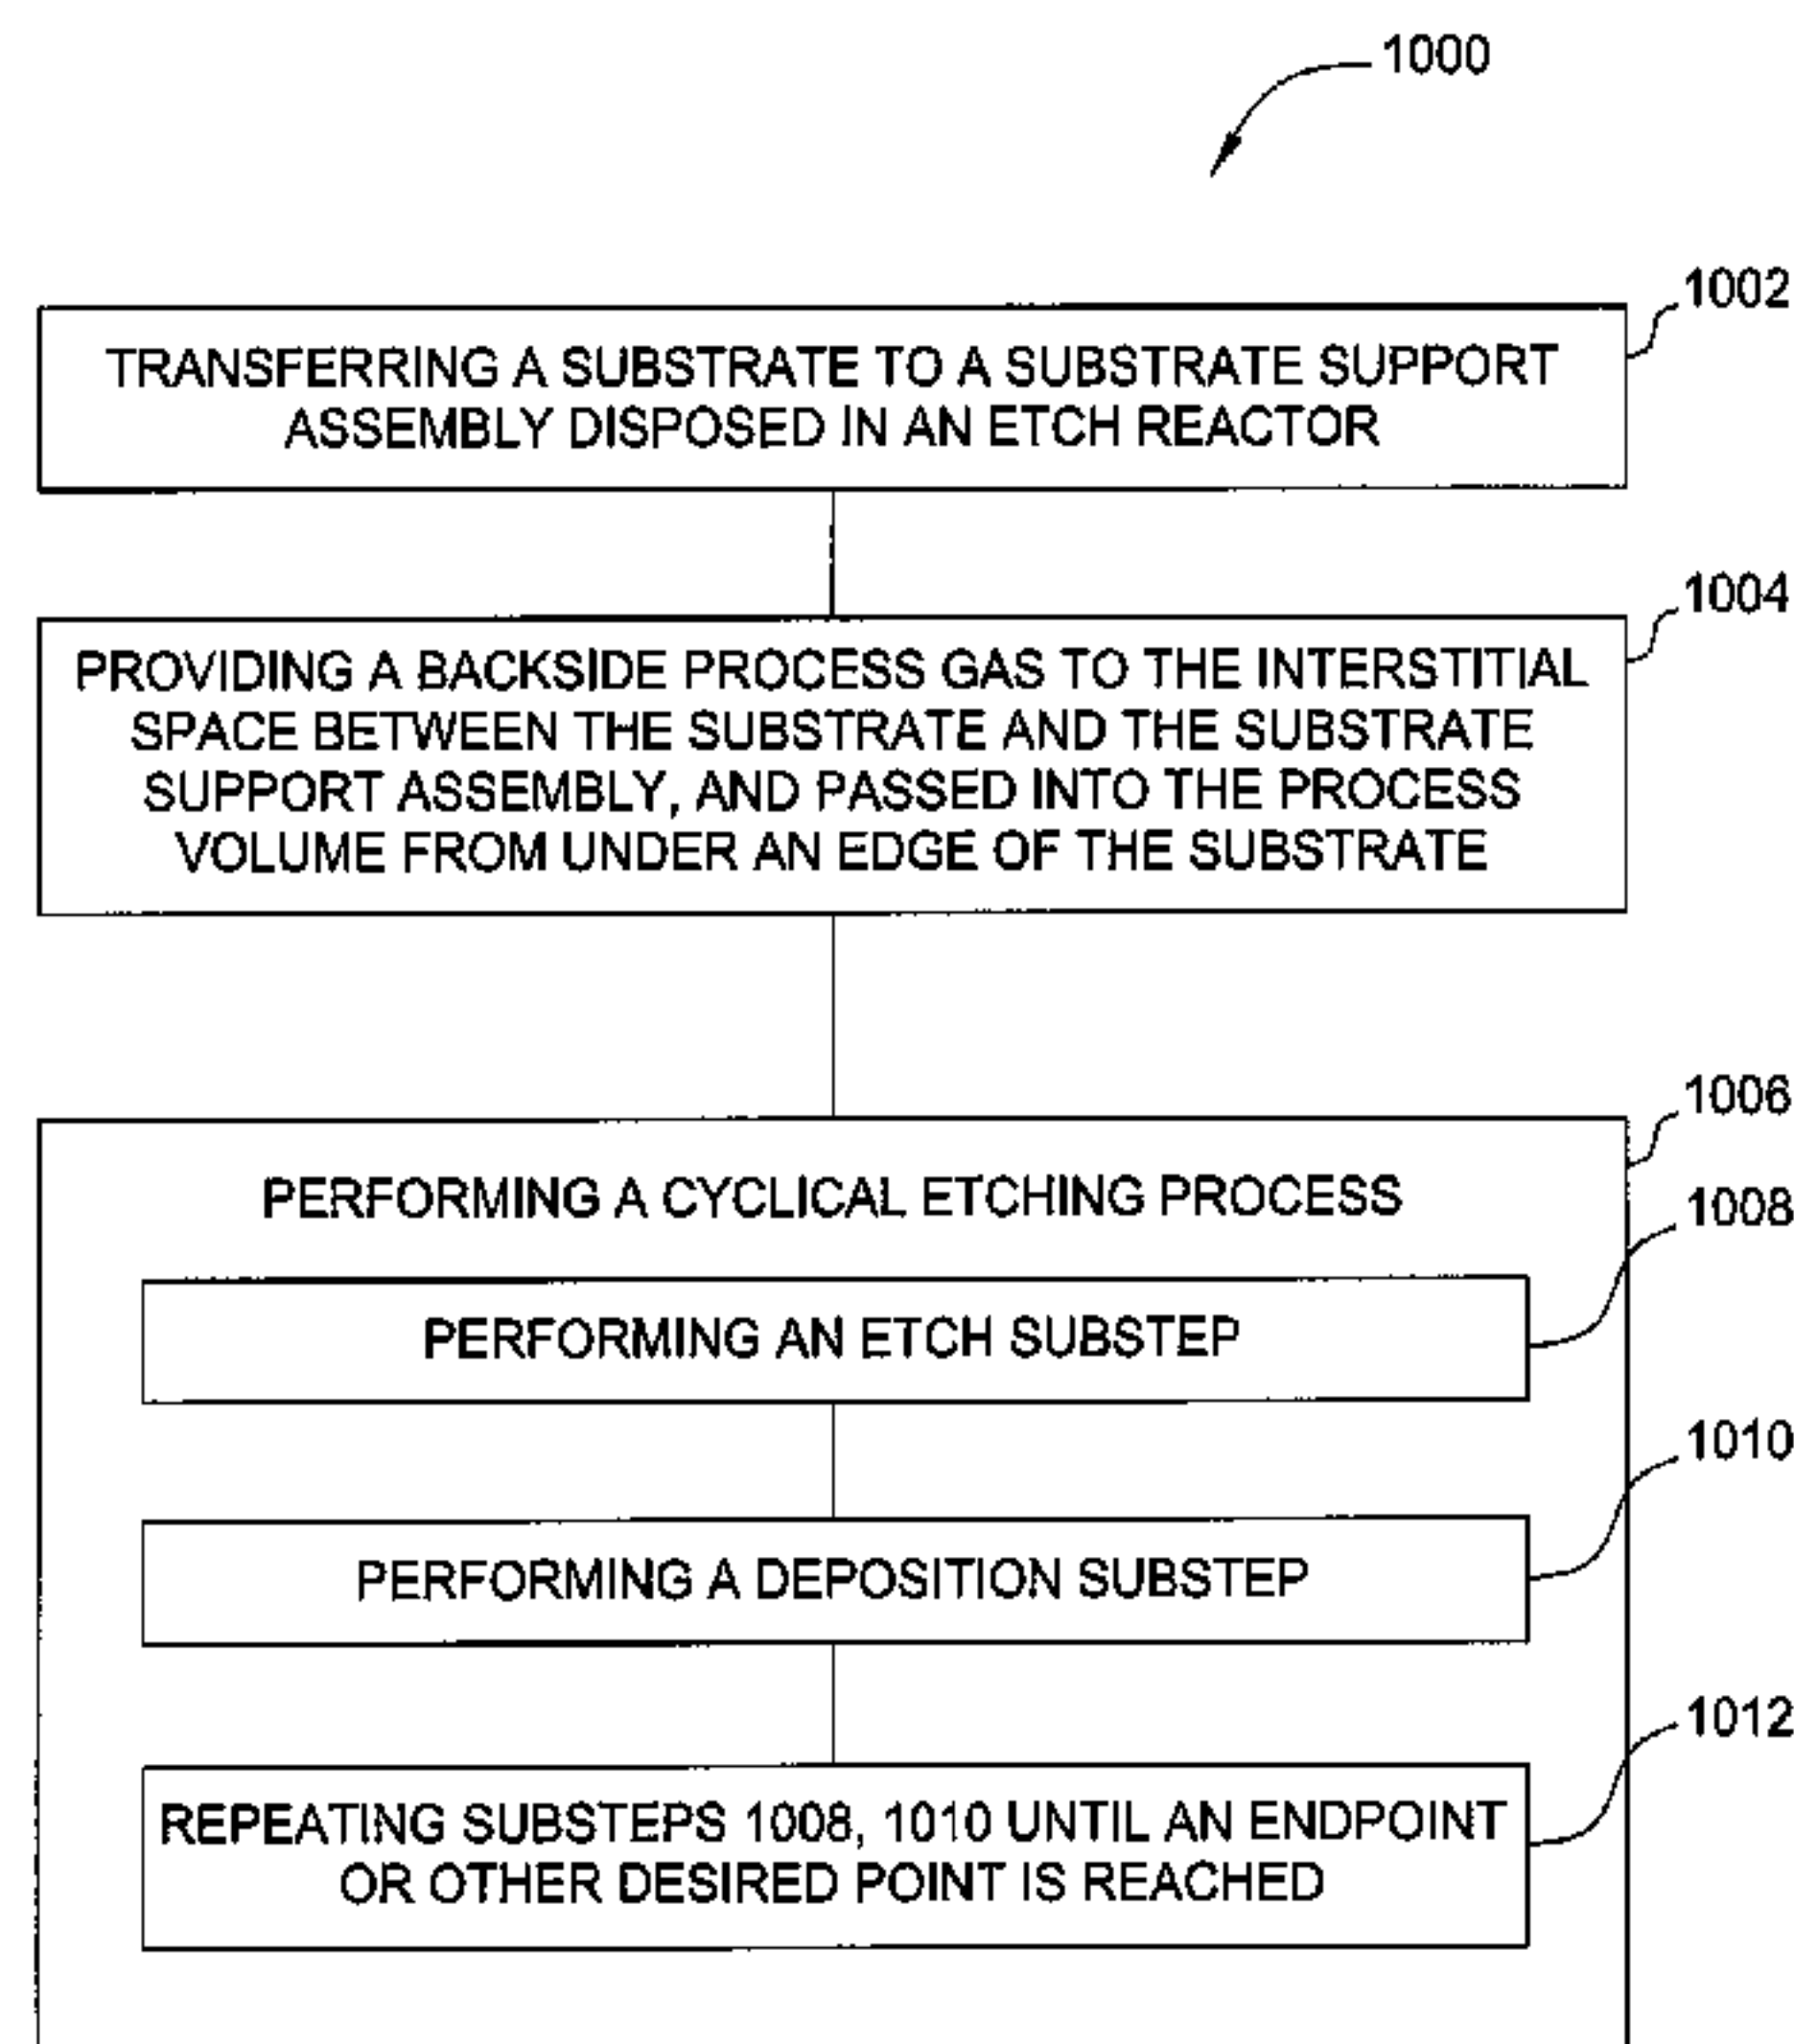 1000
1002
TRANSFERRING A SUBSTRATE TO A SUBSTRATE SUPPORT
ASSEMBLY DISPOSED IN AN ETCH REACTOR
1004
PROVIDING A BACKSIDE PROCESS GAS TO THE INTERSTITIAL
SPACE BETWEEN THE SUBSTRATE AND THE SUBSTRATE
SUPPORT ASSEMBLY, AND PASSED INTO THE PROCESS
VOLUME FROM UNDER AN EDGE OF THE SUBSTRATE
1006
PERFORMING A CYCLICAL ETCHING PROCESS
1008
PERFORMING AN ETCH SUBSTEP
1010
PERFORMING A DEPOSITION SUBSTEP
1012
REPEATING SUBSTEPS 1008, 1010 UNTIL AN ENDPOINT
OR OTHER DESIRED POINT IS REACHED